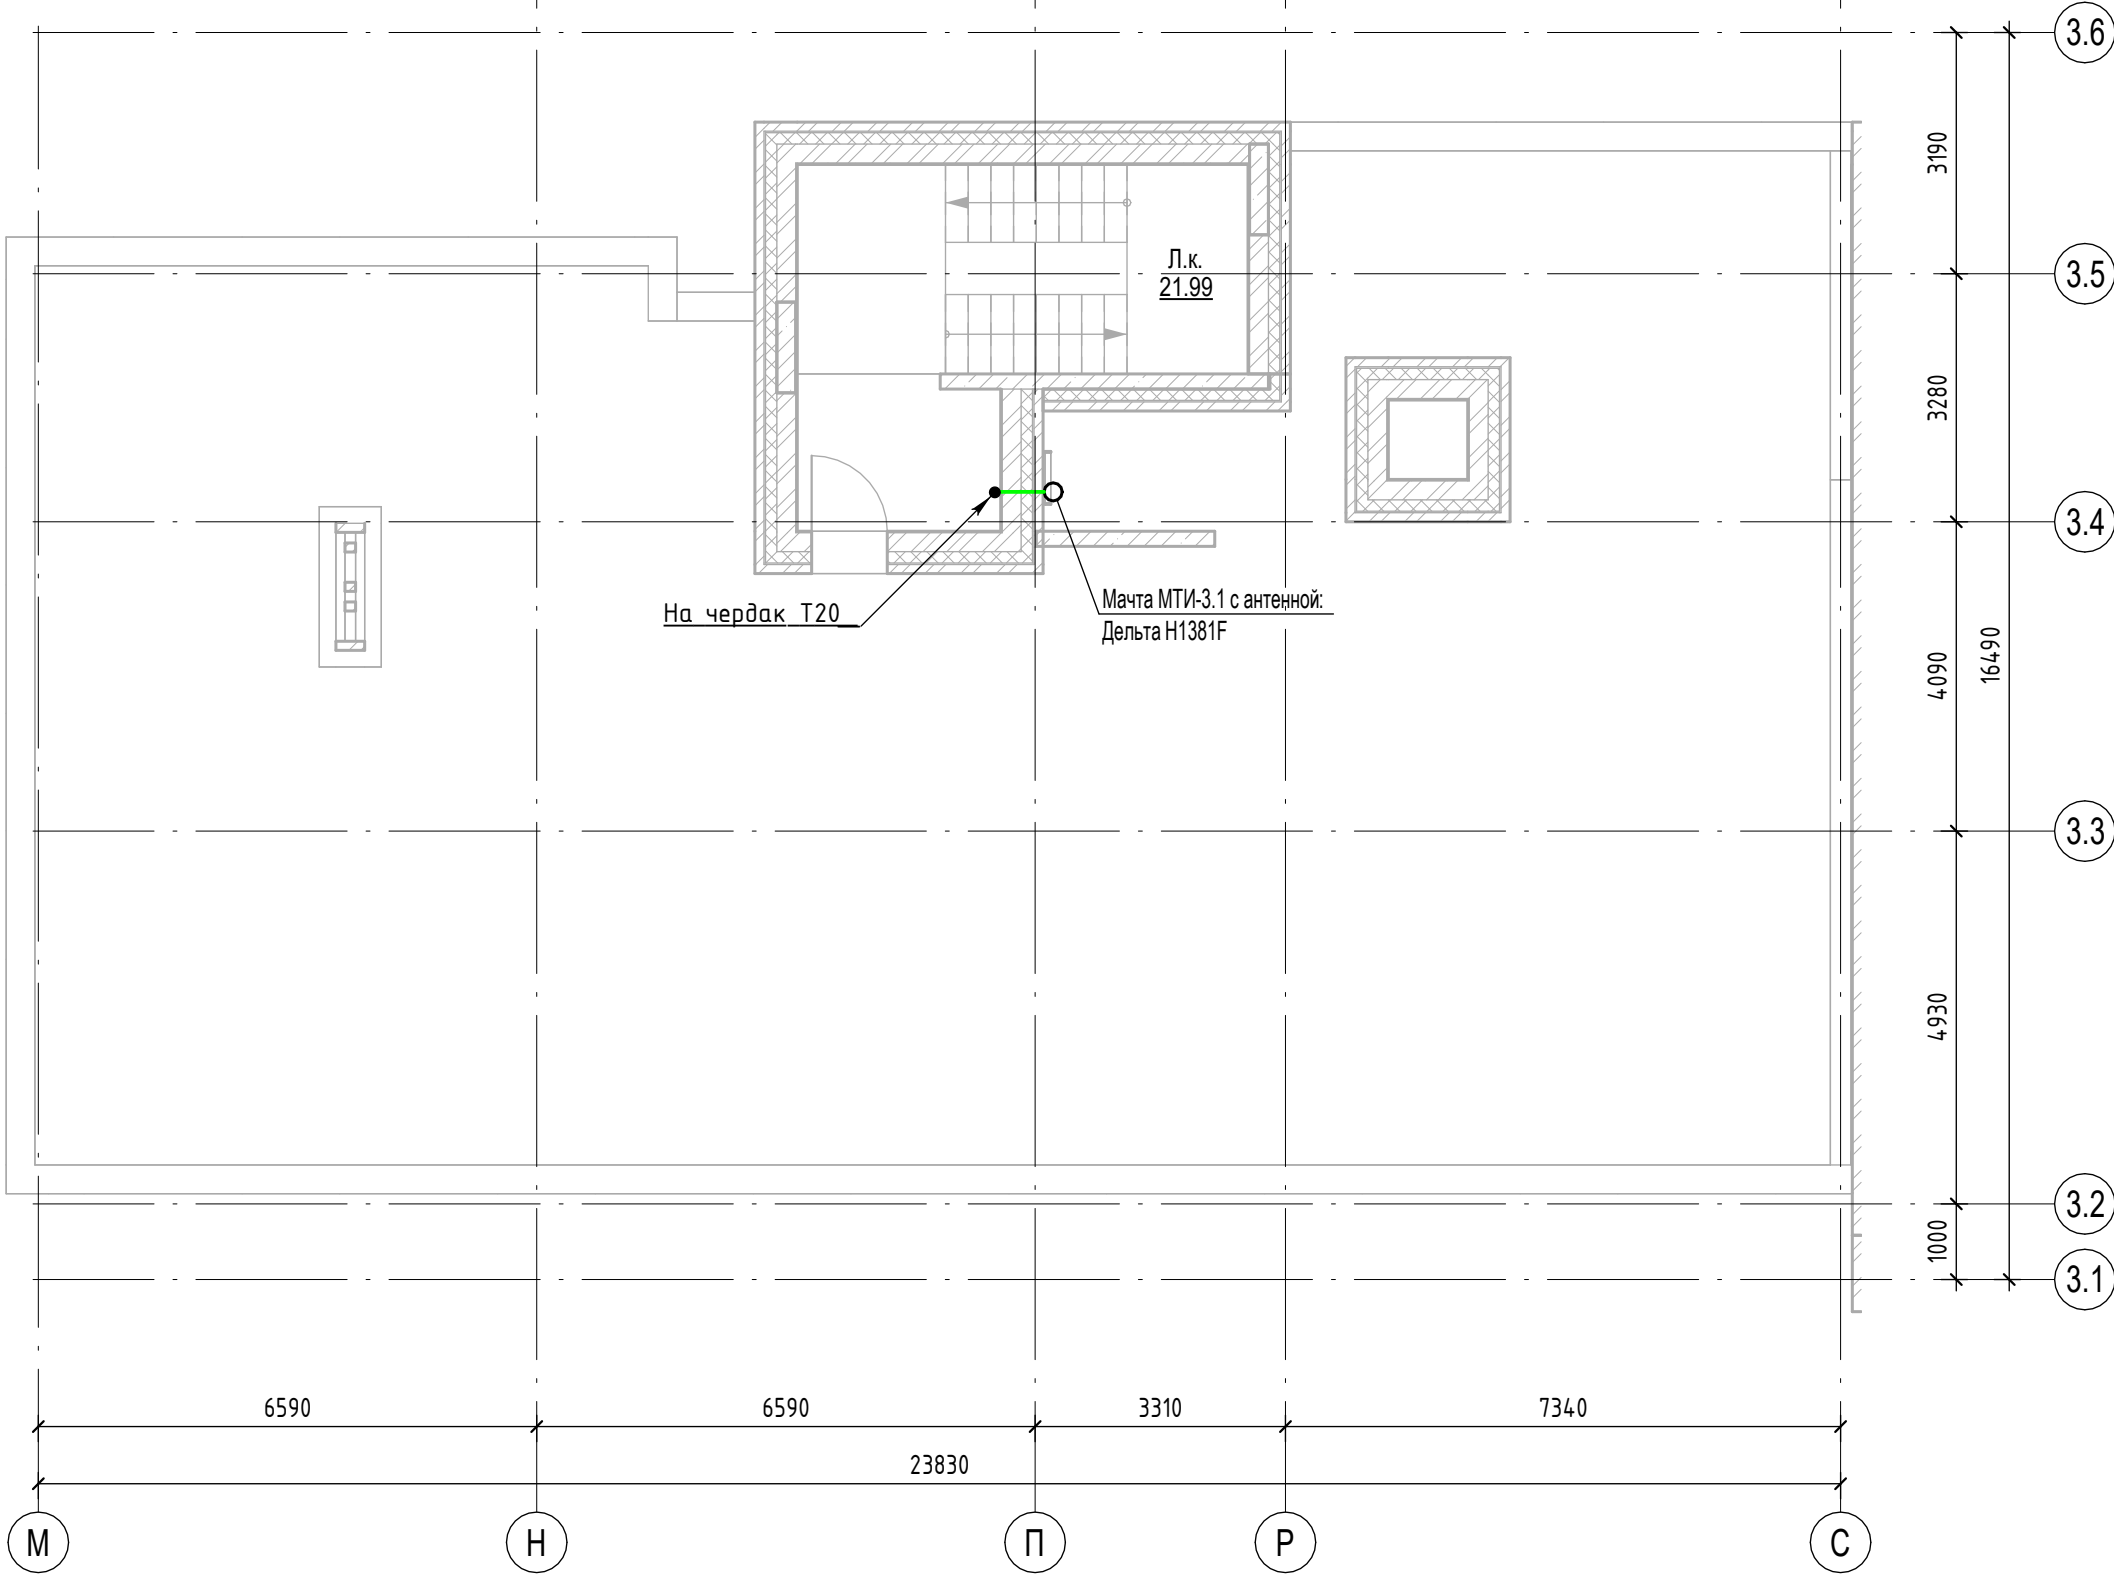 3.6
3190
Л.к.
21.99
3.5
3280
3.4
На чердак Т20
Мачта МТИ-3.1 с антенной:
Дельта Н1381F
4090
16490
3.3
4930
3.2
1000
3.1
6590
6590
3310
7340
23830
М
Н
П
Р
С